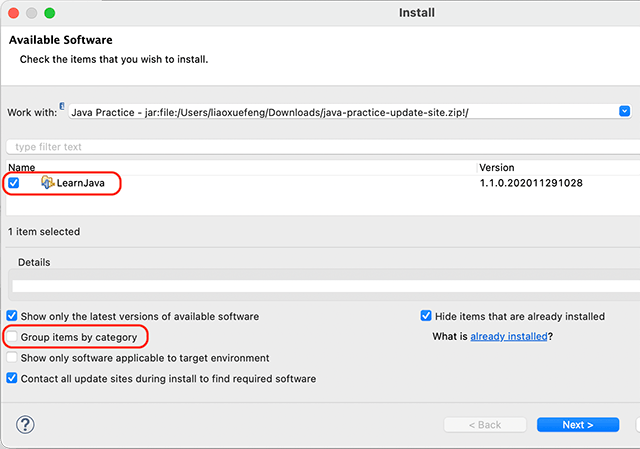 Install
Available Software
Check the items that you wish to install.
Work with: Java Practice - jar:file:/Users/liaoxuefeng/Downloads/java-practice-update-site.zip!/
type filter text
Name Version
LearnJava 1.1.0.202011291028
1 item selected
Details
Show only the latest versions of available software Hide items that are already installed
Group items by category What is already installed?
Show only software applicable to target environment
Contact all update sites during install to find required software
? < Back Next >